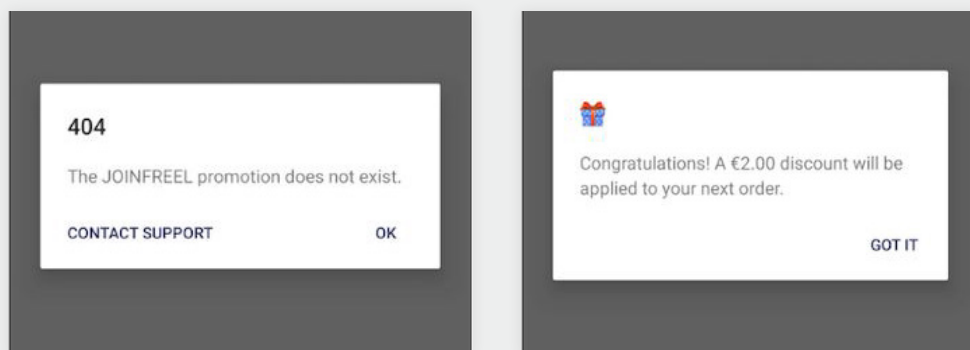 404
The JOINFREEL promotion does not exist.
CONTACT SUPPORT
OK
Congratulations! A €2.00 discount will be
applied to your next order.
GOT IT